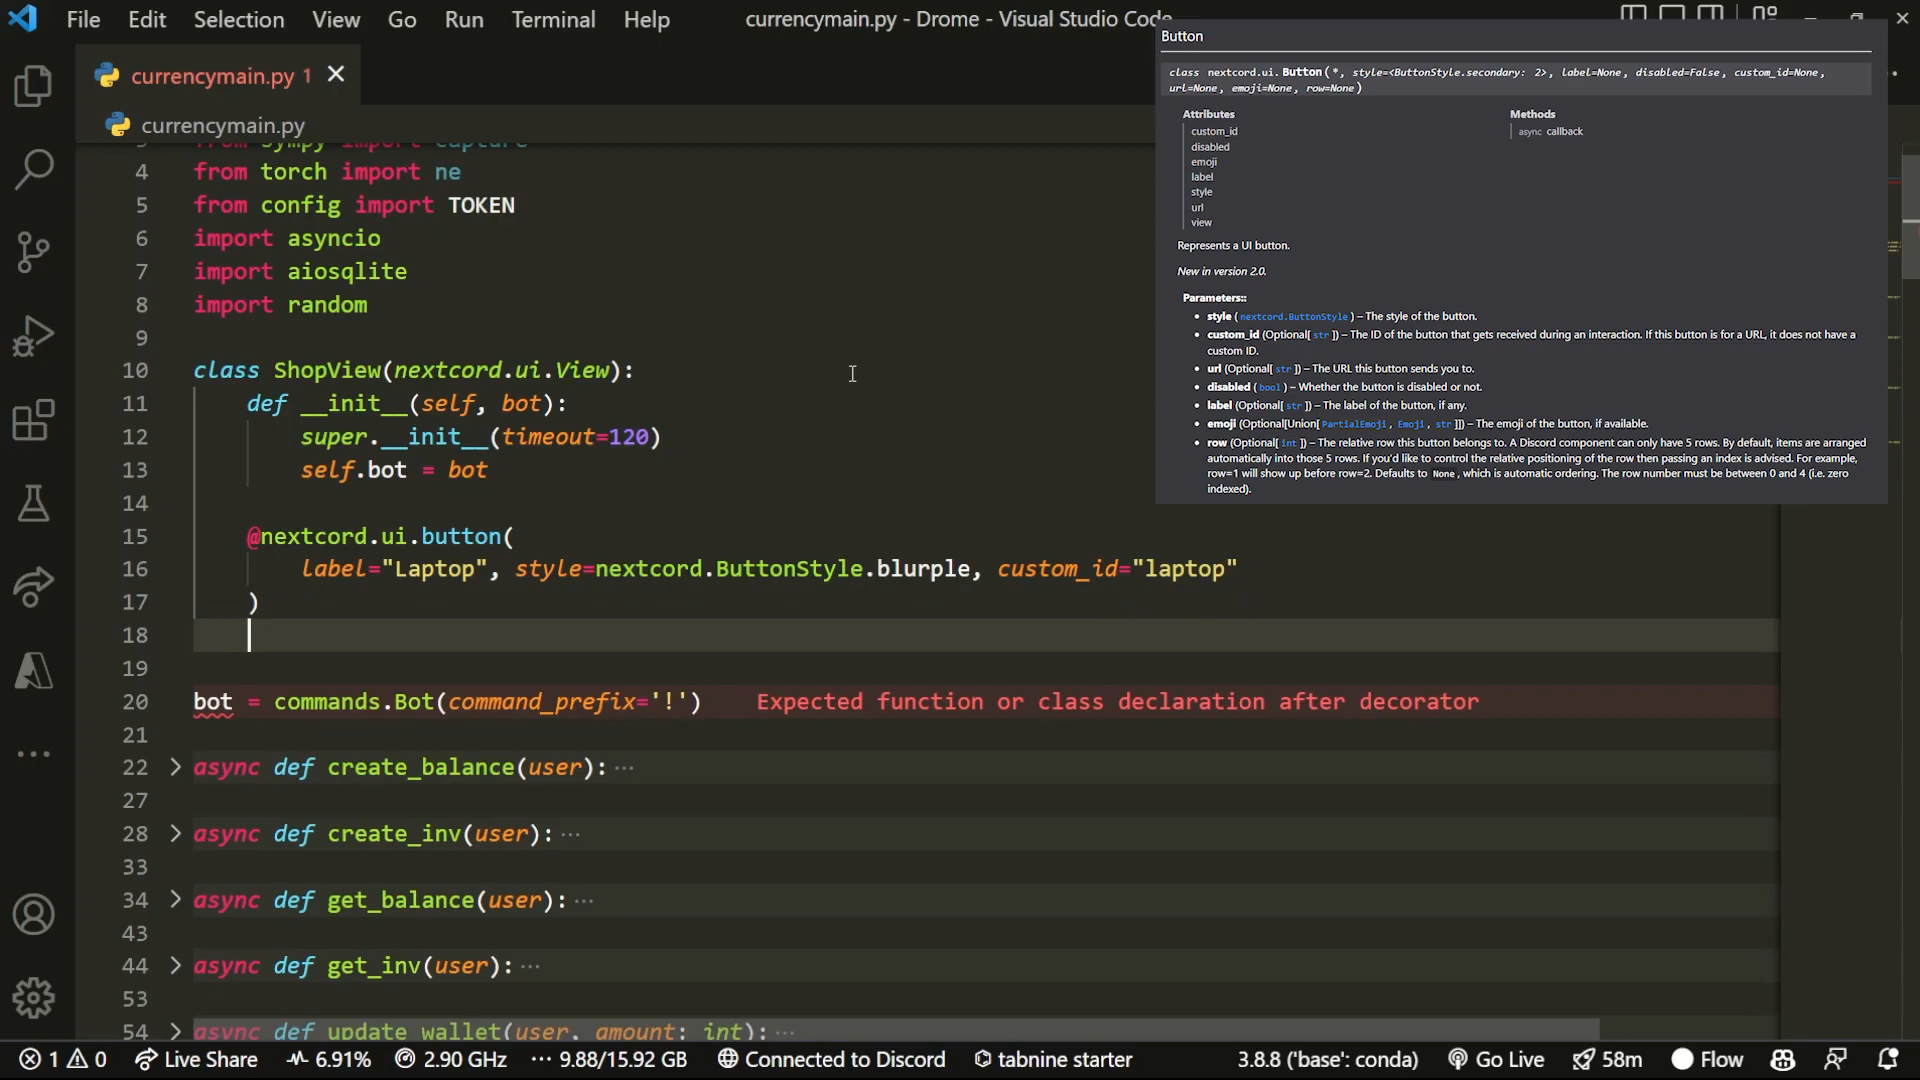 File Edit Selection View Go Run Terminal Help currencymain.py - Drome - Visual Studio Code
currencymain.py 1
currencymain.py
3 from sympy import capture
4 from torch import ne
5 from config import TOKEN
6 import asyncio
7 import aiosqlite
8 import random
9
10 class ShopView(nextcord.ui.View):
11 def __init__(self, bot):
12 super.__init__(timeout=120)
13 self.bot = bot
14
15 @nextcord.ui.button(
16 label="Laptop", style=nextcord.ButtonStyle.blurple, custom_id="laptop"
17 )
18
19
20 bot = commands.Bot(command_prefix='!') Expected function or class declaration after decorator
21
22 async def create_balance(user): ...
27
28 async def create_inv(user): ...
33
34 async def get_balance(user): ...
43
44 async def get_inv(user): ...
53
54 async def update_wallet(user, amount: int): ...
Button
class nextcord.ui.Button(*, style=<ButtonStyle.secondary: 2>, label=None, disabled=False, custom_id=None,
url=None, emoji=None, row=None)
Attributes
custom_id
disabled
emoji
label
style
url
view
Methods
async callback
Represents a UI button.
New in version 2.0.
Parameters::
• style (nextcord.ButtonStyle) – The style of the button.
• custom_id (Optional[str]) – The ID of the button that gets received during an interaction. If this button is for a URL, it does not have a
custom ID.
• url (Optional[str]) – The URL this button sends you to.
• disabled (bool) – Whether the button is disabled or not.
• label (Optional[str]) – The label of the button, if any.
• emoji (Optional[Union[PartialEmoji, Emoji, str]]) – The emoji of the button, if available.
• row (Optional[int]) – The relative row this button belongs to. A Discord component can only have 5 rows. By default, items are arranged
automatically into those 5 rows. If you'd like to control the relative positioning of the row then passing an index is advised. For example,
row=1 will show up before row=2. Defaults to None, which is automatic ordering. The row number must be between 0 and 4 (i.e. zero
indexed).
1 0 Live Share 6.91% 2.90 GHz 9.88/15.92 GB Connected to Discord tabnine starter 3.8.8 ('base': conda) Go Live 58m Flow